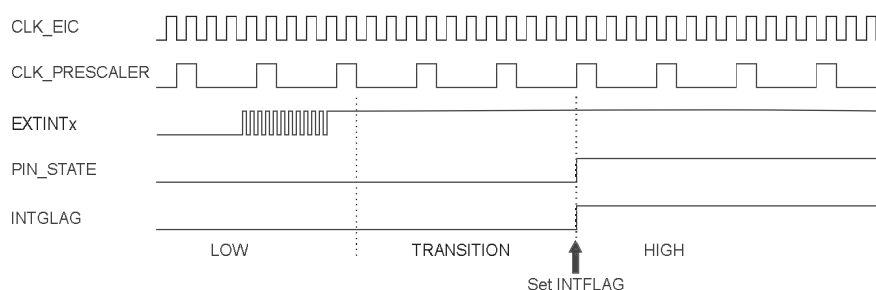 CLK_EIC
CLK_PRESCALER
EXTINTx
PIN_STATE
INTGLAG
LOW TRANSITION HIGH
Set INTFLAG